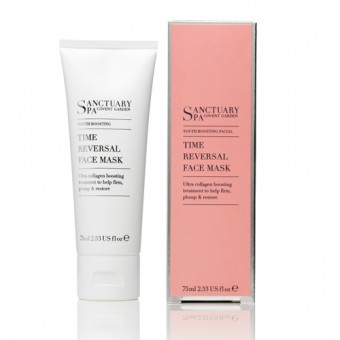 SANCTUARY
SPA COVENT GARDEN
YOUTH BOOSTING
TIME
REVERSAL
FACE MASK
Ultra collagen boosting
treatment to help firm,
plump & restore
75ml 2.53 US fl oz ℮
SANCTUARY
SPA COVENT GARDEN
YOUTH BOOSTING FACIAL
TIME
REVERSAL
FACE MASK
Ultra collagen boosting
treatment to help firm,
plump & restore
75ml 2.53 US fl oz ℮